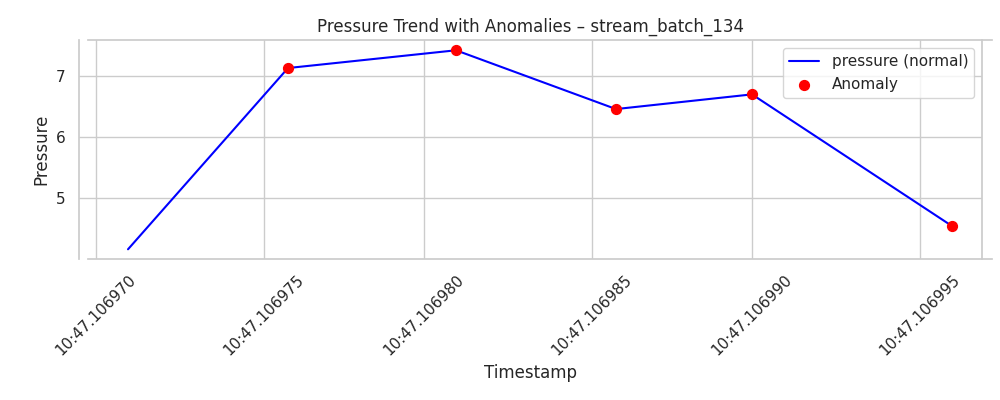 Pressure Trend with Anomalies – stream_batch_134
pressure (normal)
Anomaly
Pressure
7
6
5
10:47.106970
10:47.106975
10:47.106980
10:47.106985
10:47.106990
10:47.106995
Timestamp